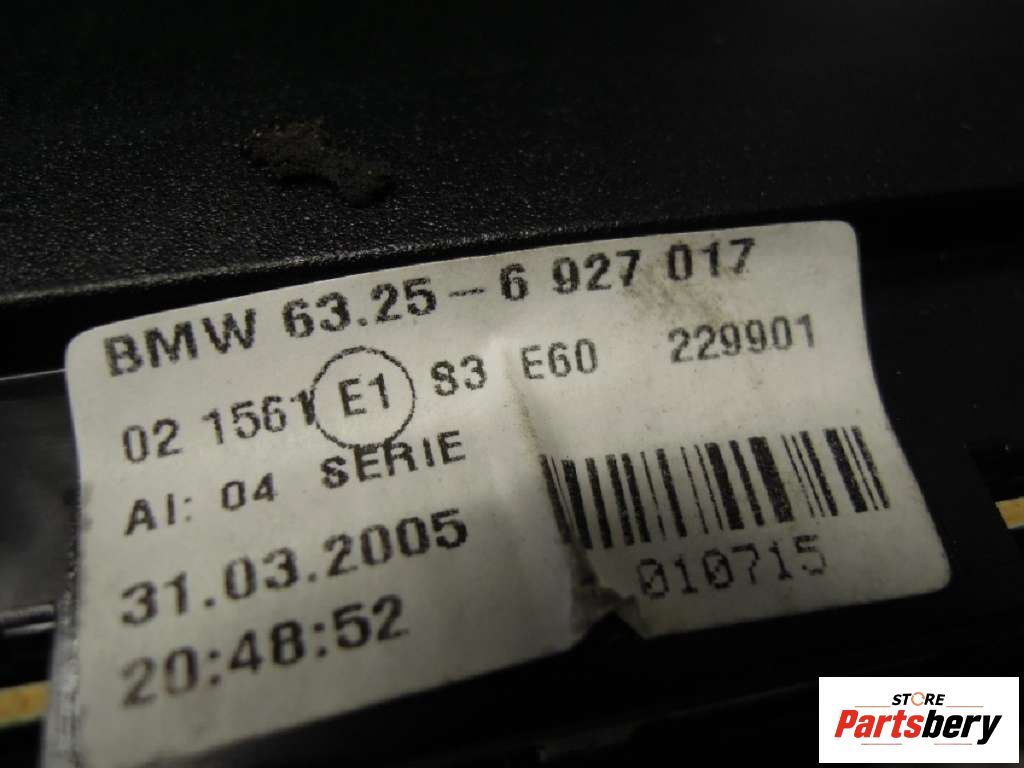 BMW 63.25-6 927 017
02 1561 E1 S3 E60 229901
AI: 04 SERIE
31.03.2005
010715
20:48:52
STORE
Partsbery